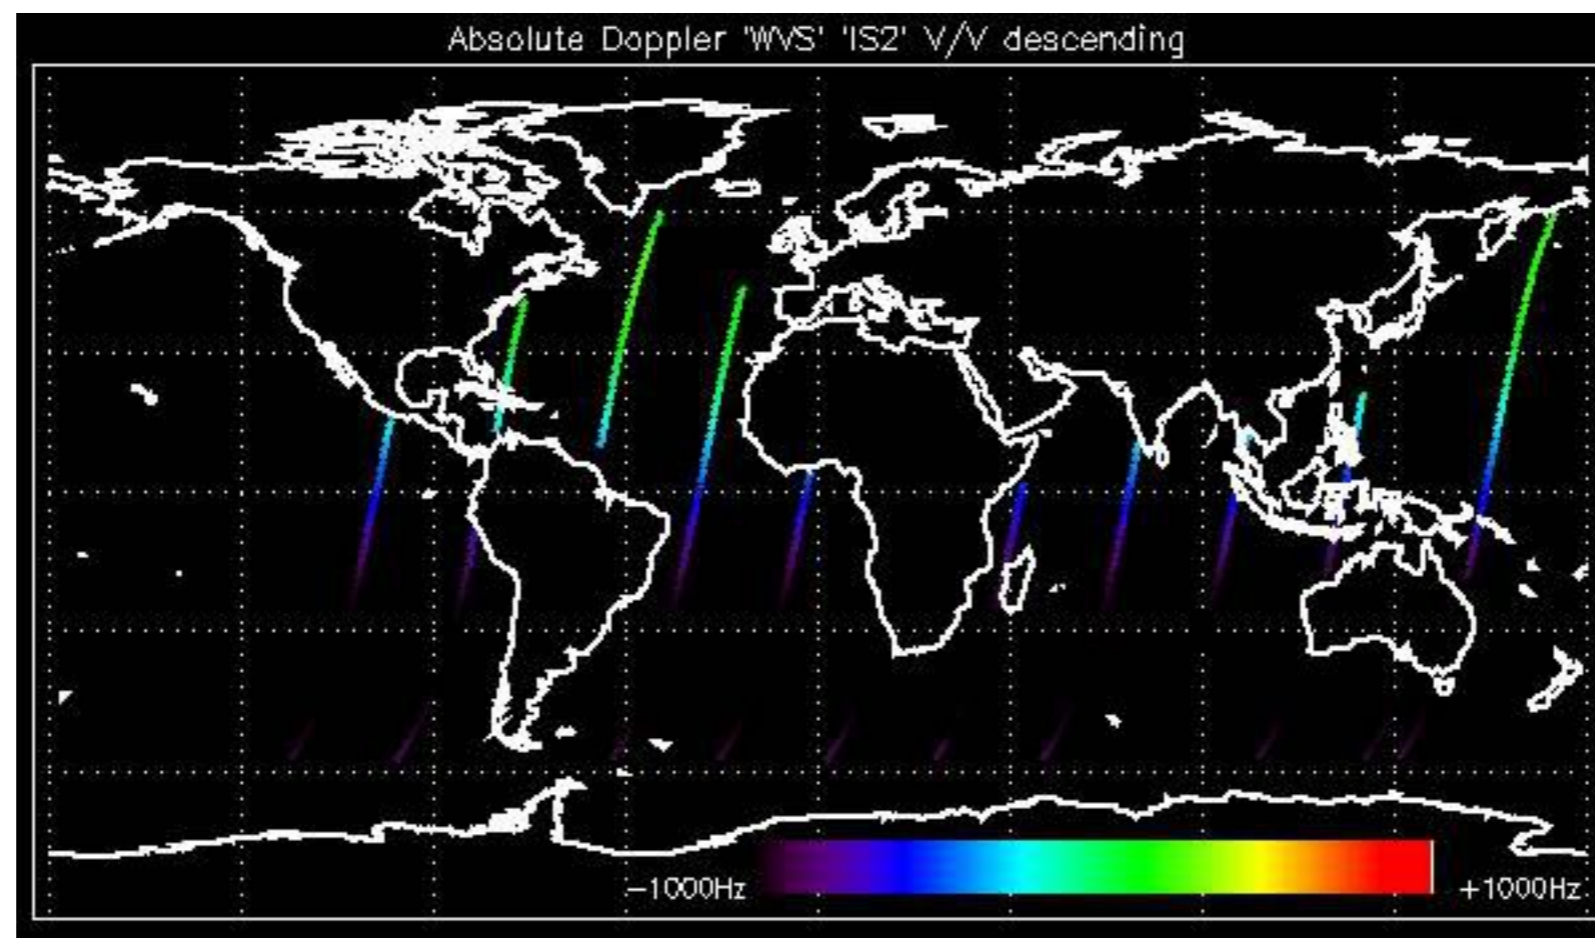 Absolute Doppler 'WVS' 'IS2' V/V descending
−1000Hz
+1000Hz